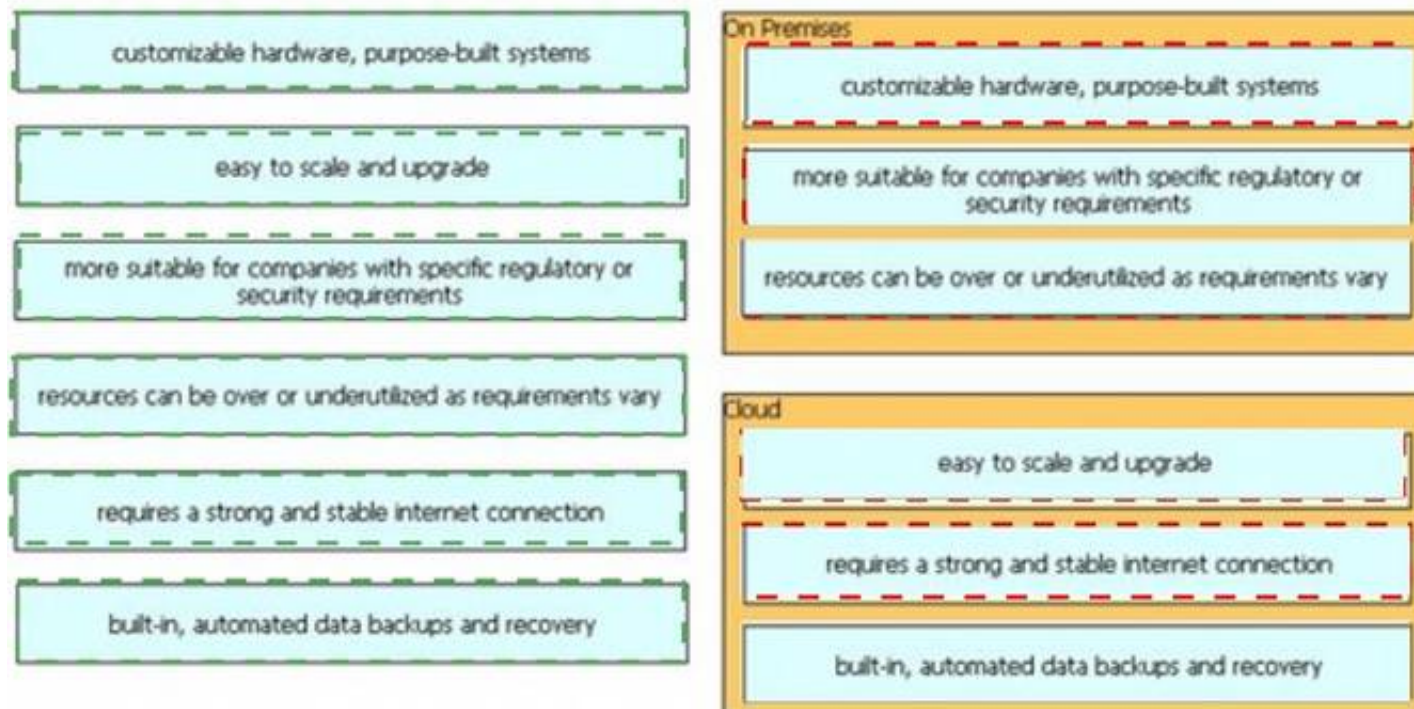 customizable hardware, purpose-built systems
easy to scale and upgrade
more suitable for companies with specific regulatory or
security requirements
resources can be over or underutilized as requirements vary
requires a strong and stable internet connection
built-in, automated data backups and recovery
On Premises
customizable hardware, purpose-built systems
more suitable for companies with specific regulatory or
security requirements
resources can be over or underutilized as requirements vary
Cloud
easy to scale and upgrade
requires a strong and stable internet connection
built-in, automated data backups and recovery